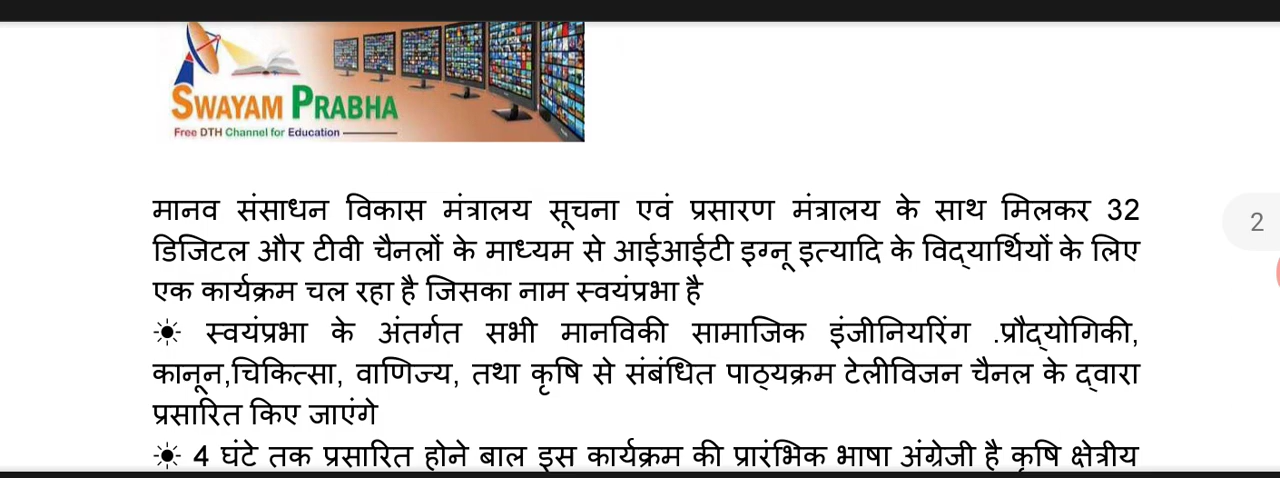 SWAYAM PRABHA
Free DTH Channel for Education
मानव संसाधन विकास मंत्रालय सूचना एवं प्रसारण मंत्रालय के साथ मिलकर 32
डिजिटल और टीवी चैनलों के माध्यम से आईआईटी इग्नू इत्यादि के विद्यार्थियों के लिए
एक कार्यक्रम चल रहा है जिसका नाम स्वयंप्रभा है
☀ स्वयंप्रभा के अंतर्गत सभी मानविकी सामाजिक इंजीनियरिंग .प्रौद्योगिकी,
कानून,चिकित्सा, वाणिज्य, तथा कृषि से संबंधित पाठ्यक्रम टेलीविजन चैनल के द्वारा
प्रसारित किए जाएंगे
☀ 4 घंटे तक प्रसारित होने बाल इस कार्यक्रम की प्रारंभिक भाषा अंग्रेजी है कृषि क्षेत्रीय
2